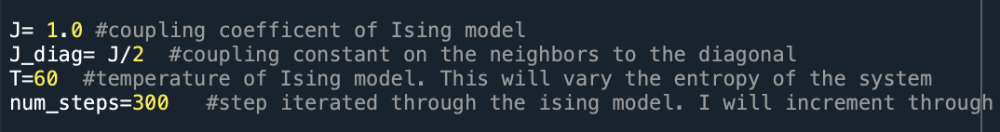 J= 1.0 #coupling coefficent of Ising model
J_diag= J/2  #coupling constant on the neighbors to the diagonal
T=60  #temperature of Ising model. This will vary the entropy of the system
num_steps=300   #step iterated through the ising model. I will increment through